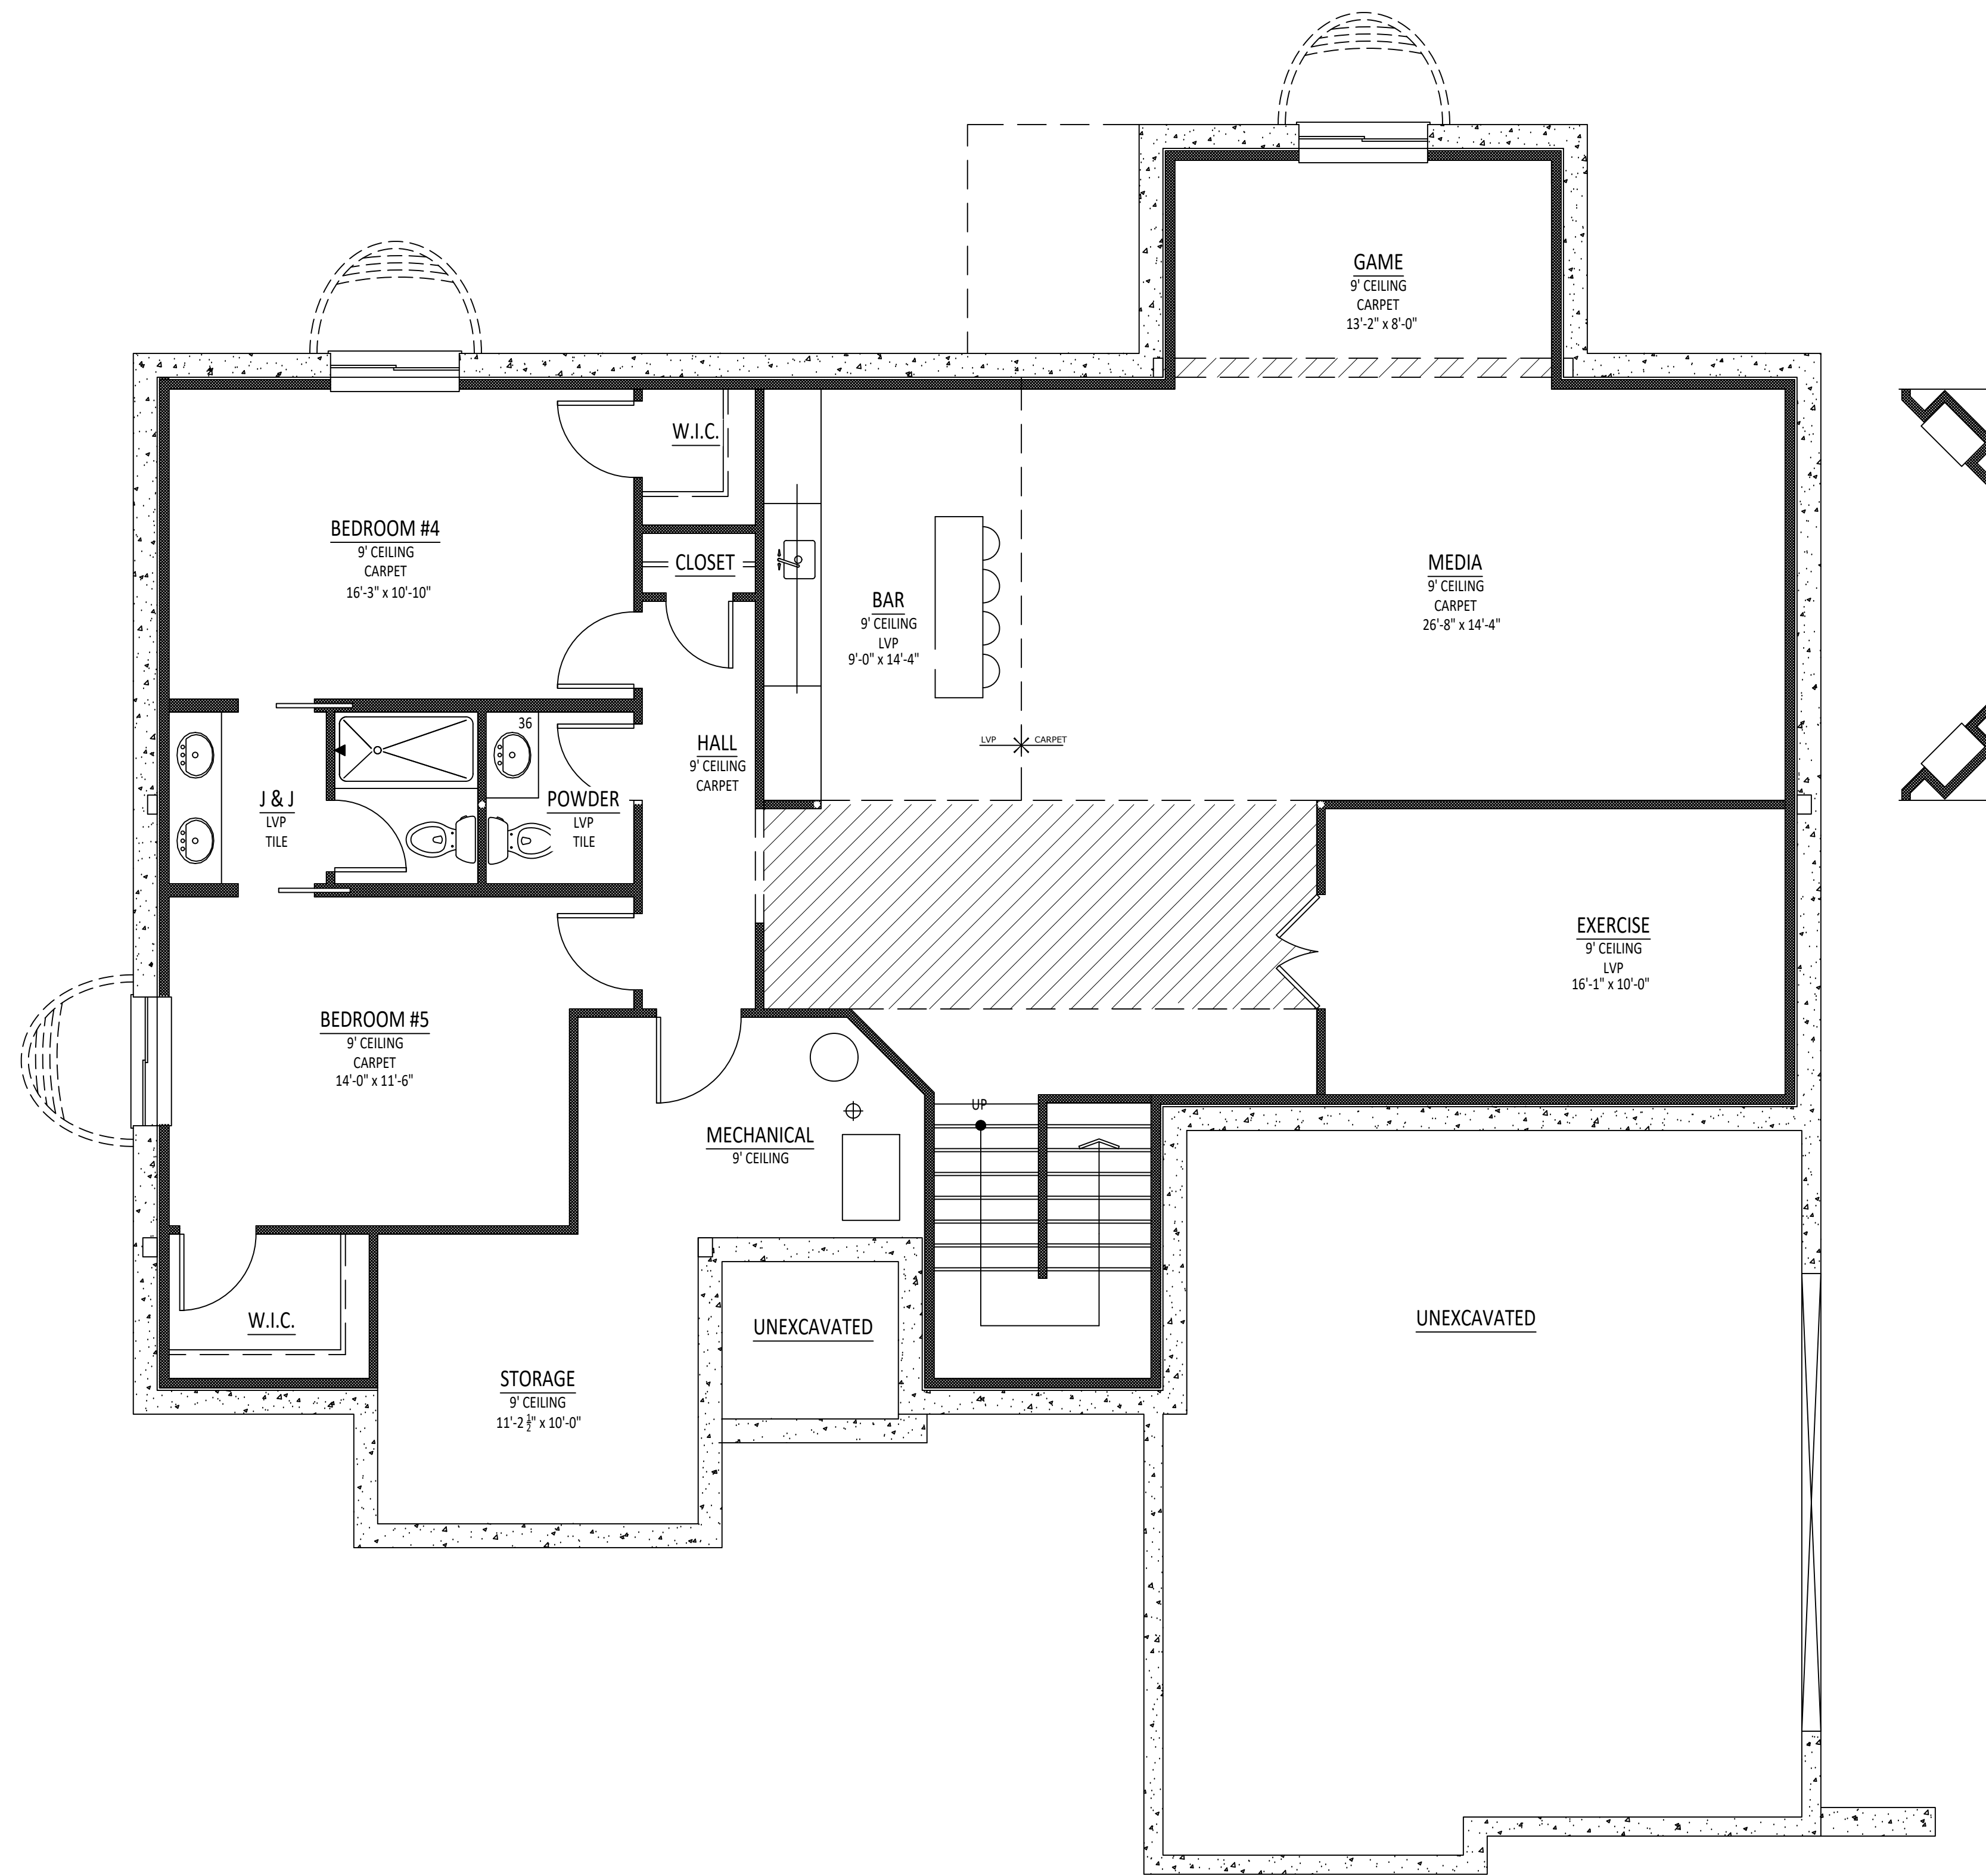 GAME
9' CEILING
CARPET
13'-2" x 8'-0"
W.I.C.
BEDROOM #4
9' CEILING
CARPET
16'-3" x 10'-10"
CLOSET
BAR
9' CEILING
LVP
9'-0" x 14'-4"
MEDIA
9' CEILING
CARPET
26'-8" x 14'-4"
LVP CARPET
36
HALL
9' CEILING
CARPET
J & J
LVP
TILE
POWDER
LVP
TILE
EXERCISE
9' CEILING
LVP
16'-1" x 10'-0"
BEDROOM #5
9' CEILING
CARPET
14'-0" x 11'-6"
UP
MECHANICAL
9' CEILING
W.I.C.
UNEXCAVATED
UNEXCAVATED
STORAGE
9' CEILING
11'-2 1/2" x 10'-0"